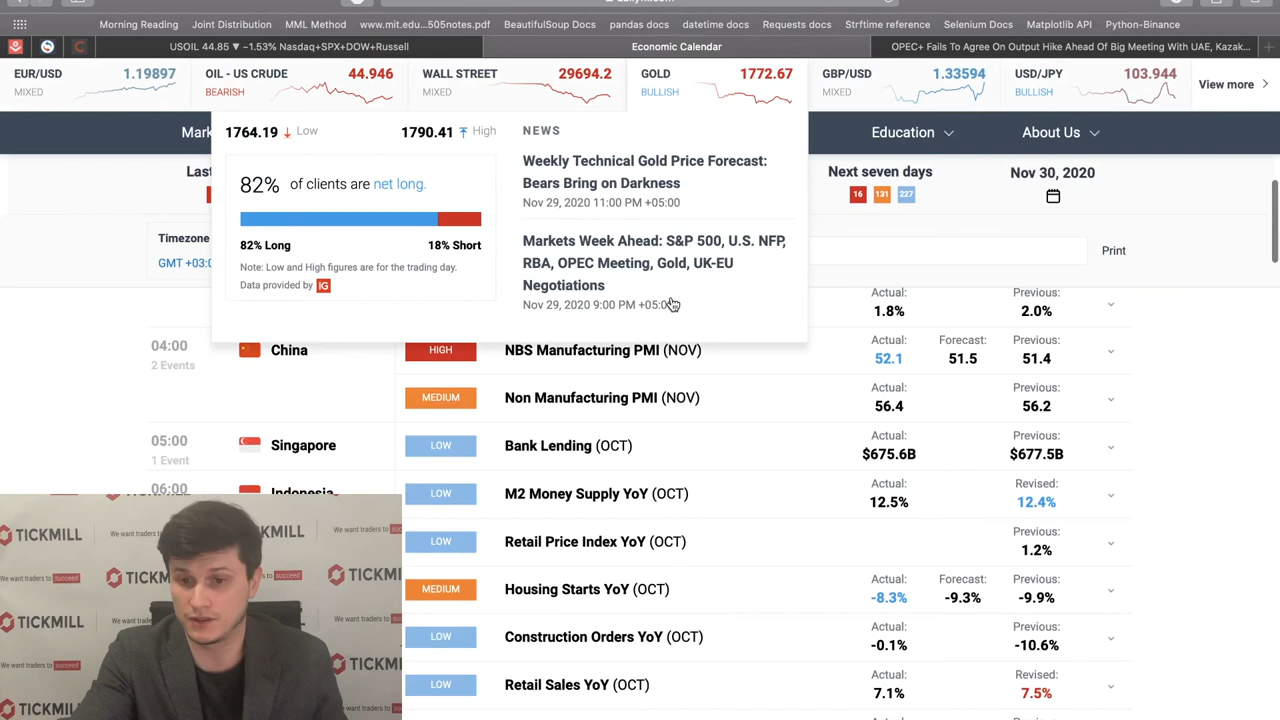 Morning Reading Joint Distribution MML Method www.mit.edu...505notes.pdf BeautifulSoup Docs pandas docs datetime docs Requests docs Strftime reference Selenium Docs Matplotlib API Python-Binance
USOIL 44.85 ▼ −1.53% Nasdaq+SPX+DOW+Russell
Economic Calendar
OPEC+ Fails To Agree On Output Hike Ahead Of Big Meeting With UAE, Kazak...
EUR/USD 1.19897
MIXED
OIL - US CRUDE 44.946
BEARISH
WALL STREET 29694.2
MIXED
GOLD 1772.67
BULLISH
GBP/USD 1.33594
MIXED
USD/JPY 103.944
BULLISH
View more
Mark
Education
About Us
1764.19 Low
1790.41 High
82% of clients are net long.
82% Long
18% Short
Note: Low and High figures are for the trading day.
Data provided by IG
NEWS
Weekly Technical Gold Price Forecast:
Bears Bring on Darkness
Nov 29, 2020 11:00 PM +05:00
Markets Week Ahead: S&P 500, U.S. NFP,
RBA, OPEC Meeting, Gold, UK-EU
Negotiations
Nov 29, 2020 9:00 PM +05:00
Last
Next seven days
16 131 227
Nov 30, 2020
Timezone
GMT +03:0
Print
Actual: Previous:
1.8% 2.0%
04:00 China HIGH NBS Manufacturing PMI (NOV) Actual: Forecast: Previous:
2 Events 52.1 51.5 51.4
MEDIUM Non Manufacturing PMI (NOV) Actual: Previous:
56.4 56.2
05:00 Singapore LOW Bank Lending (OCT) Actual: Previous:
1 Event $675.6B $677.5B
06:00 Indonesia LOW M2 Money Supply YoY (OCT) Actual: Revised:
12.5% 12.4%
LOW Retail Price Index YoY (OCT) Previous:
1.2%
MEDIUM Housing Starts YoY (OCT) Actual: Forecast: Previous:
-8.3% -9.3% -9.9%
LOW Construction Orders YoY (OCT) Actual: Previous:
-0.1% -10.6%
LOW Retail Sales YoY (OCT) Actual: Revised:
7.1% 7.5%
TICKMILL
We want traders to succeed